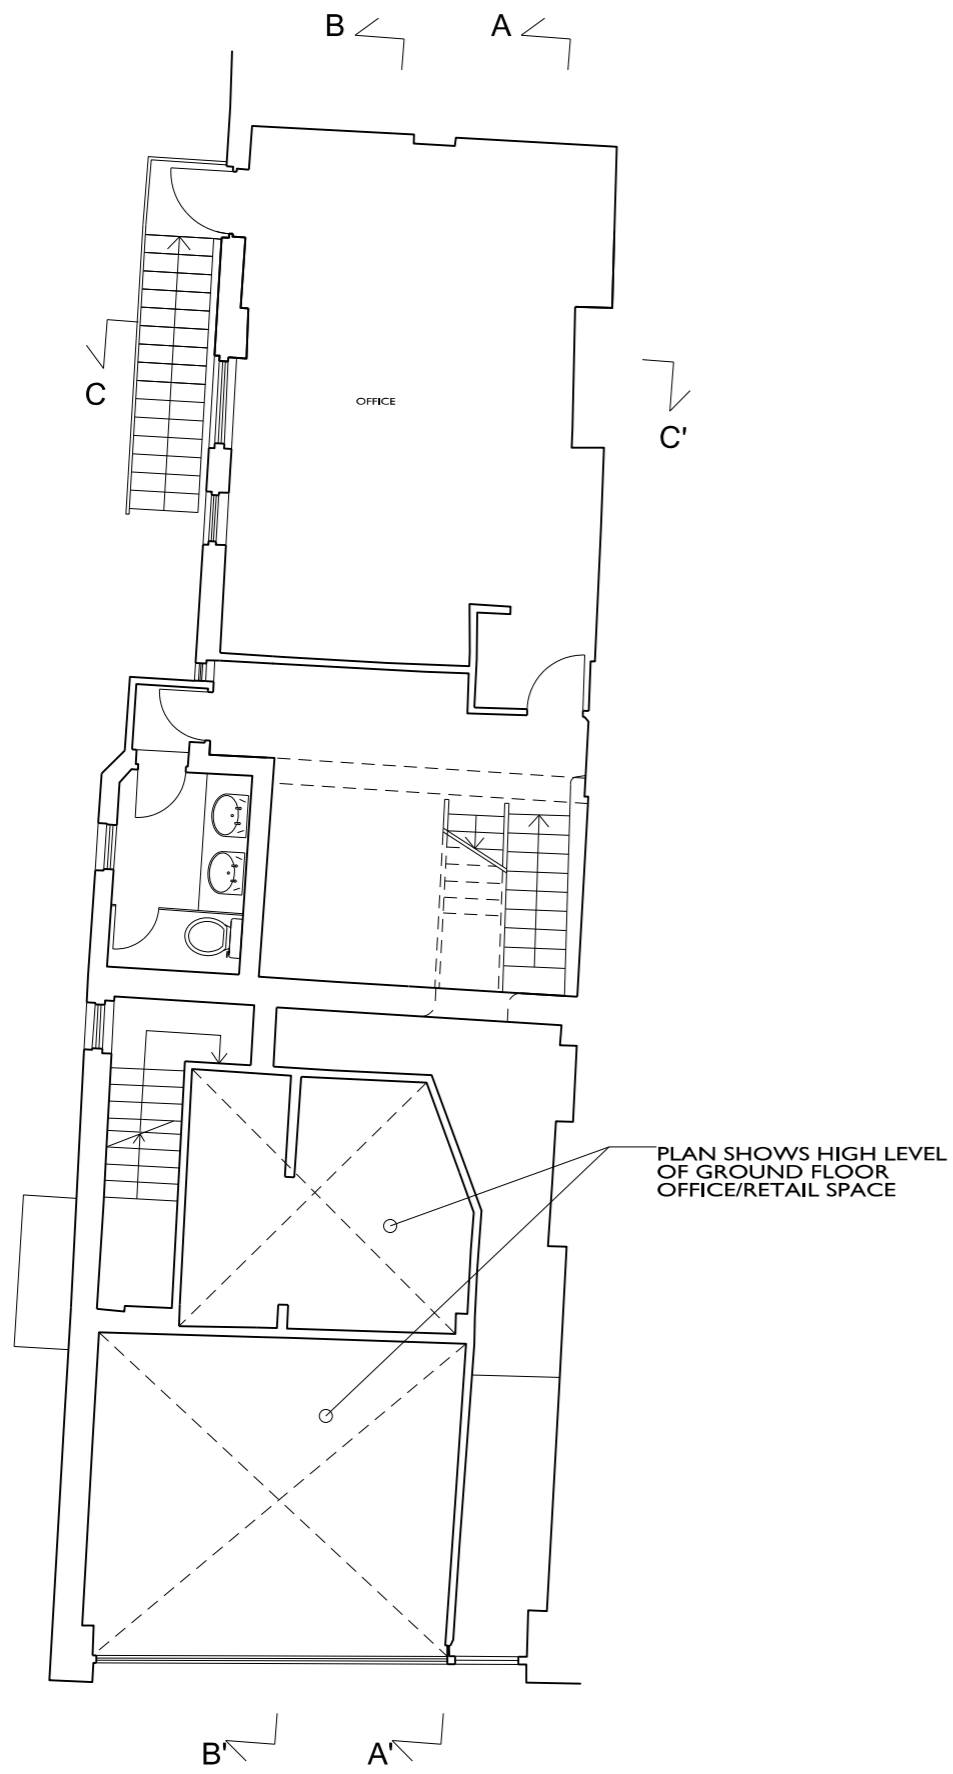 B
A
C
OFFICE
C'
PLAN SHOWS HIGH LEVEL
OF GROUND FLOOR
OFFICE/RETAIL SPACE
B'
A'